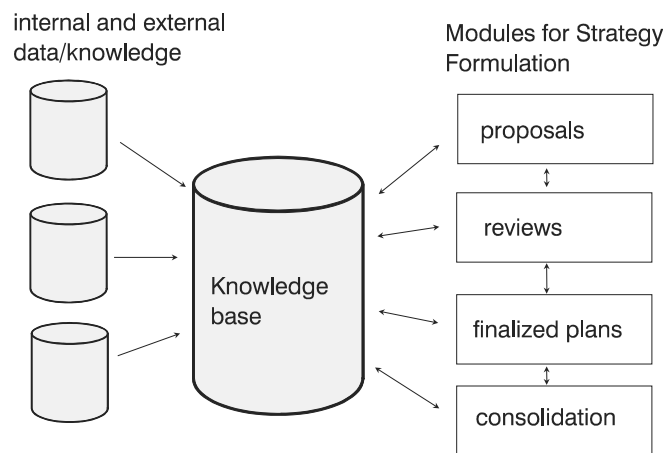 internal and external
data/knowledge
Modules for Strategy
Formulation
proposals
reviews
Knowledge
base
finalized plans
consolidation